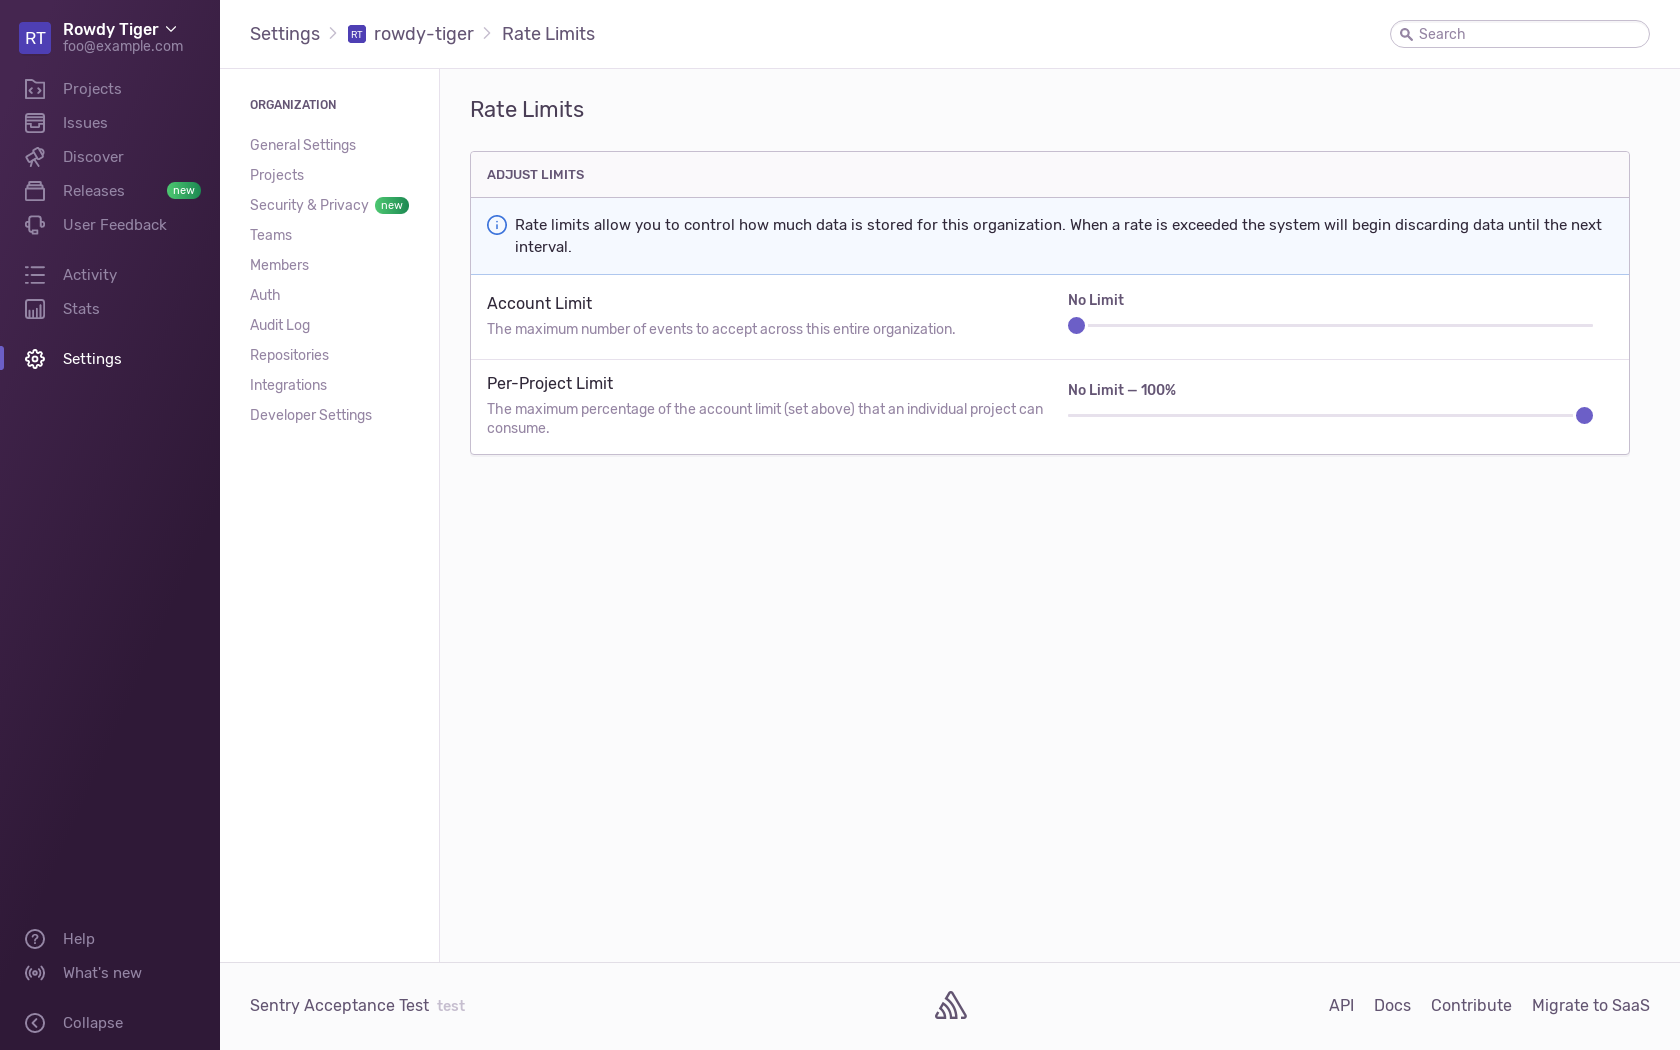 RT
Rowdy Tiger
foo@example.com
Projects
Issues
Discover
Releases new
User Feedback
Activity
Stats
Settings
Help
What's new
Collapse
Settings RT rowdy-tiger Rate Limits
Search
ORGANIZATION
General Settings
Projects
Security & Privacy new
Teams
Members
Auth
Audit Log
Repositories
Integrations
Developer Settings
Rate Limits
ADJUST LIMITS
Rate limits allow you to control how much data is stored for this organization. When a rate is exceeded the system will begin discarding data until the next
interval.
Account Limit
The maximum number of events to accept across this entire organization.
No Limit
Per-Project Limit
The maximum percentage of the account limit (set above) that an individual project can
consume.
No Limit — 100%
Sentry Acceptance Test test
API Docs Contribute Migrate to SaaS